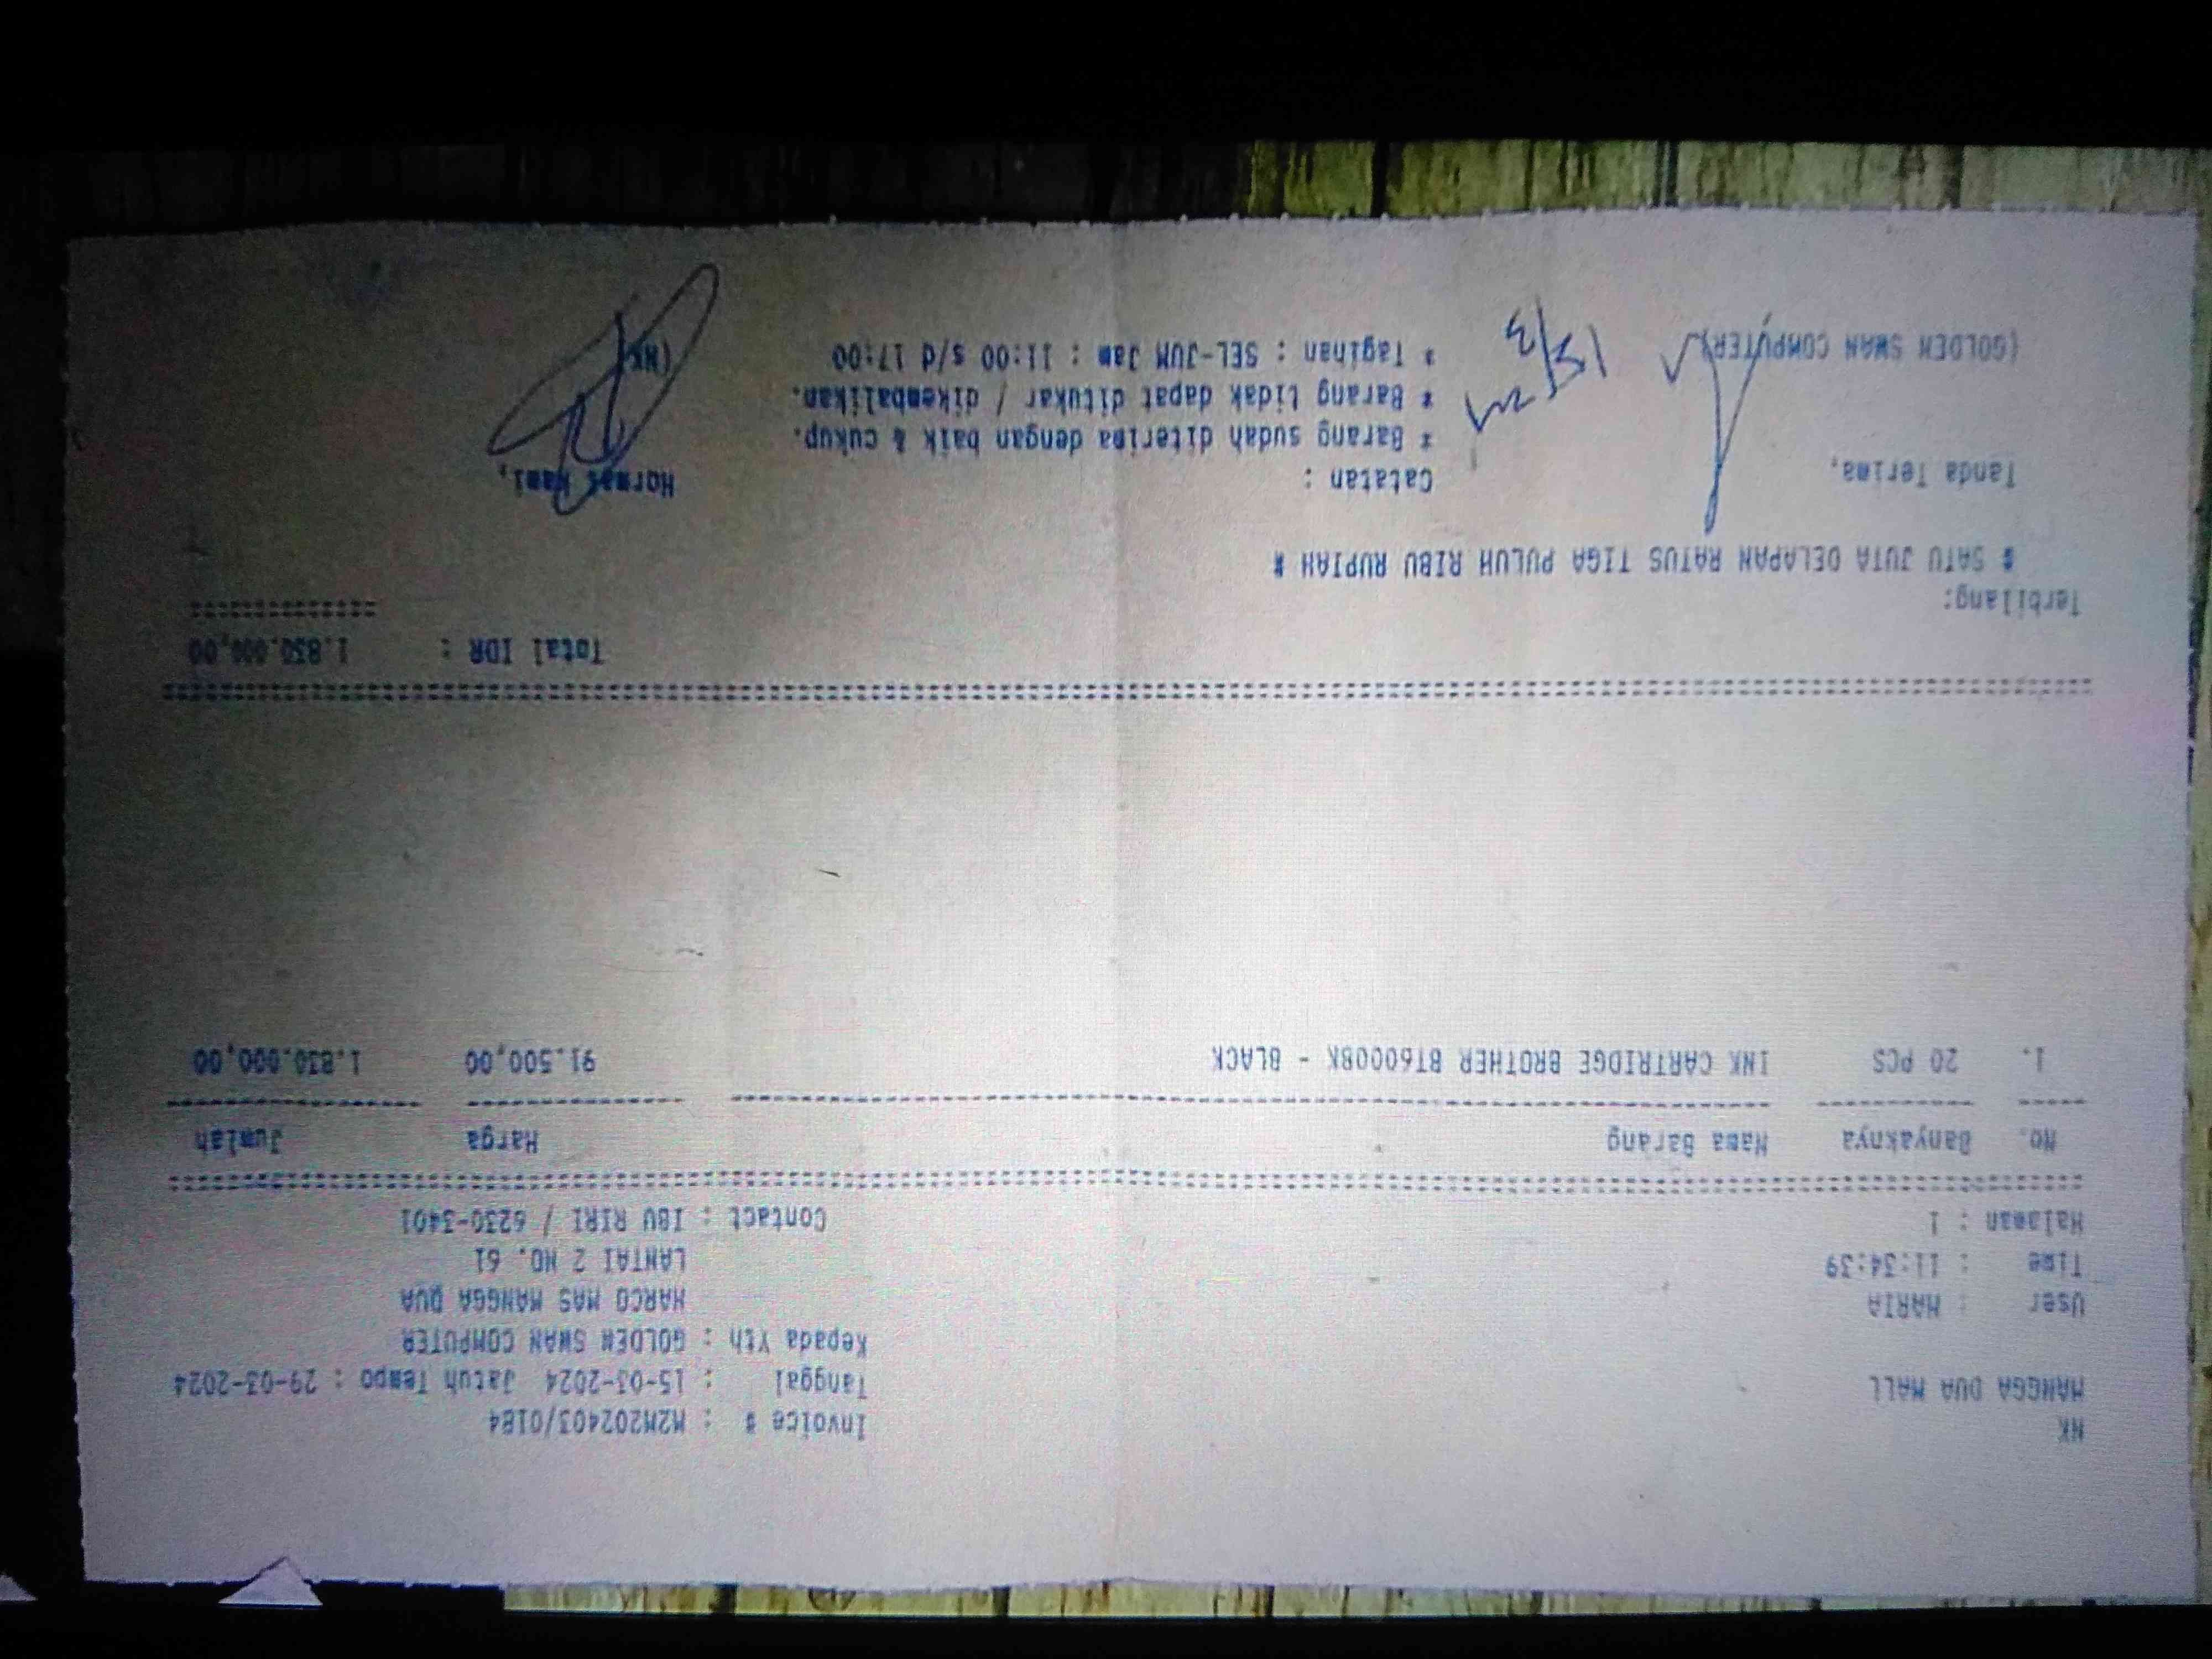 NK
MANGGA DUA MALL
Invoice # : M2M202403/0184
Tanggal : 15-03-2024 Jatuh Tempo : 29-03-2024
Kepada Yth : GOLDEN SWAN COMPUTER
HARCO MAS MANGGA DUA
LANTAI 2 NO. 61
Contact : IBU RIRI / 6230-3401
User : MARIA
Time : 11:34:39
Halaman : 1
No. Banyaknya Nama Barang Harga Jumlah
1. 20 PCS INK CARTRIDGE BROTHER BT6000BK - BLACK 91.500,00 1.830.000,00
Total IDR : 1.830.000,00
Terbilang:
# SATU JUTA DELAPAN RATUS TIGA PULUH RIBU RUPIAH #
Tanda Terima,
Catatan :
Hormat Kami,
* Barang sudah diterima dengan baik & cukup.
* Barang tidak dapat ditukar / dikembalikan.
* Tagihan : SEL-JUM Jam : 11:00 s/d 17:00
(GOLDEN SWAN COMPUTER)
(NK)
15/3